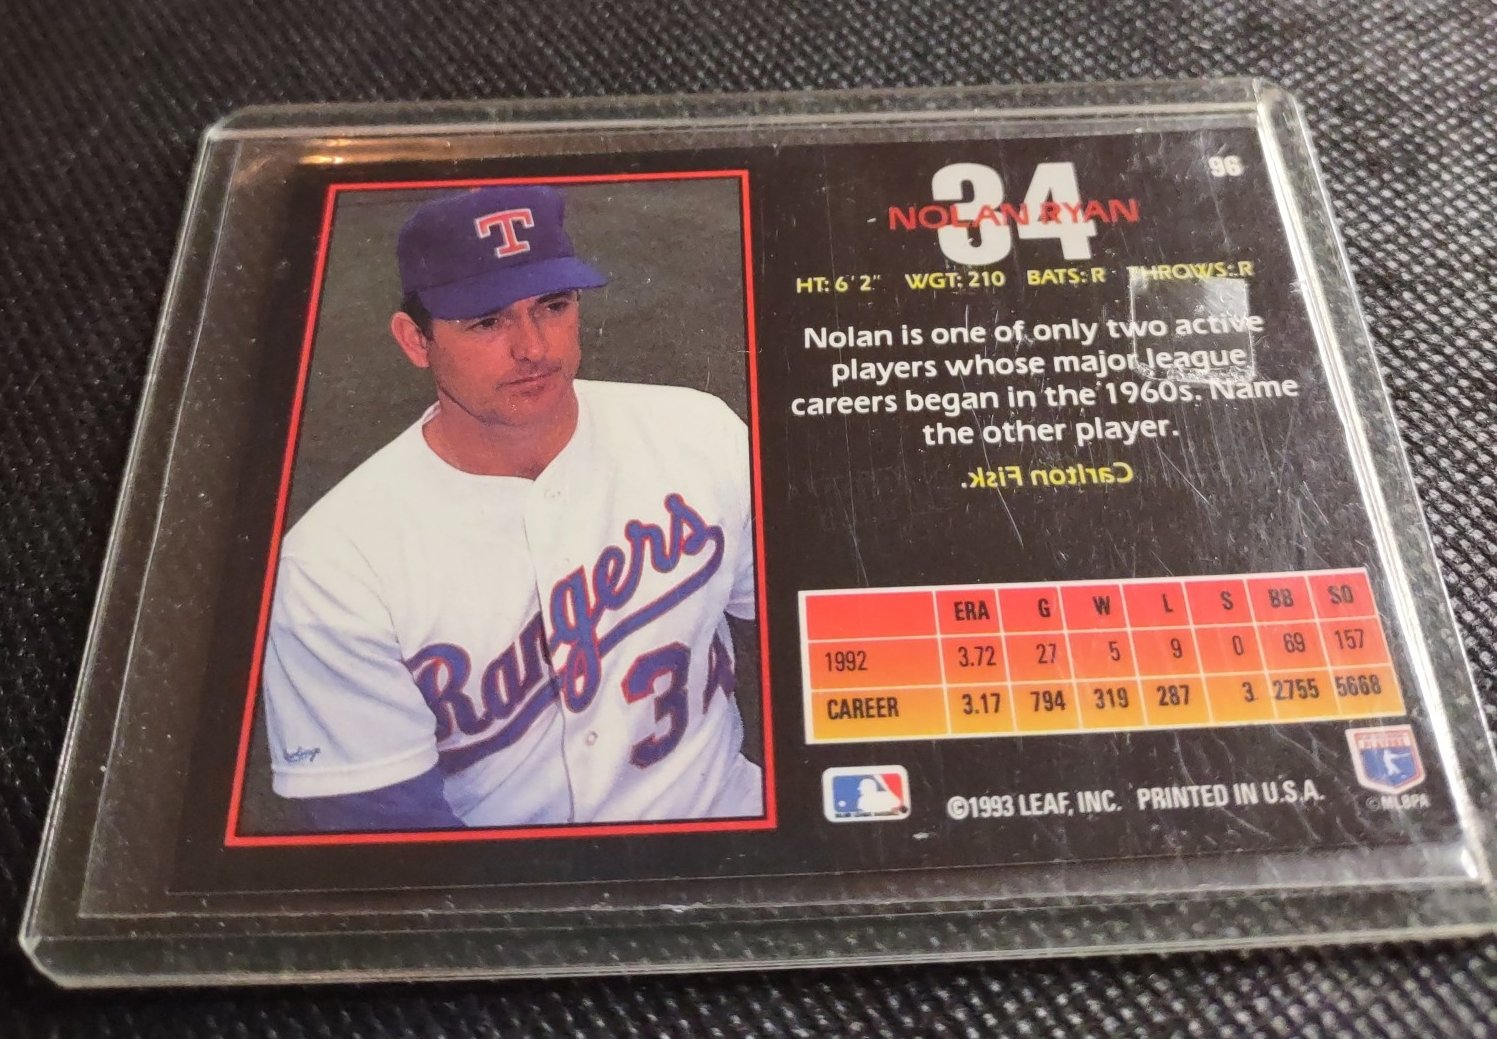 T
Rangers
34
Rawlings
96
34
NOLAN RYAN
HT: 6' 2" WGT: 210 BATS: R THROWS: R
Nolan is one of only two active
players whose major league
careers began in the 1960s. Name
the other player.
Carlton Fisk.
ERA G W L S BB SO
1992 3.72 27 5 9 0 69 157
CAREER 3.17 794 319 287 3 2755 5668
©1993 LEAF, INC. PRINTED IN U.S.A.
©MLBPA